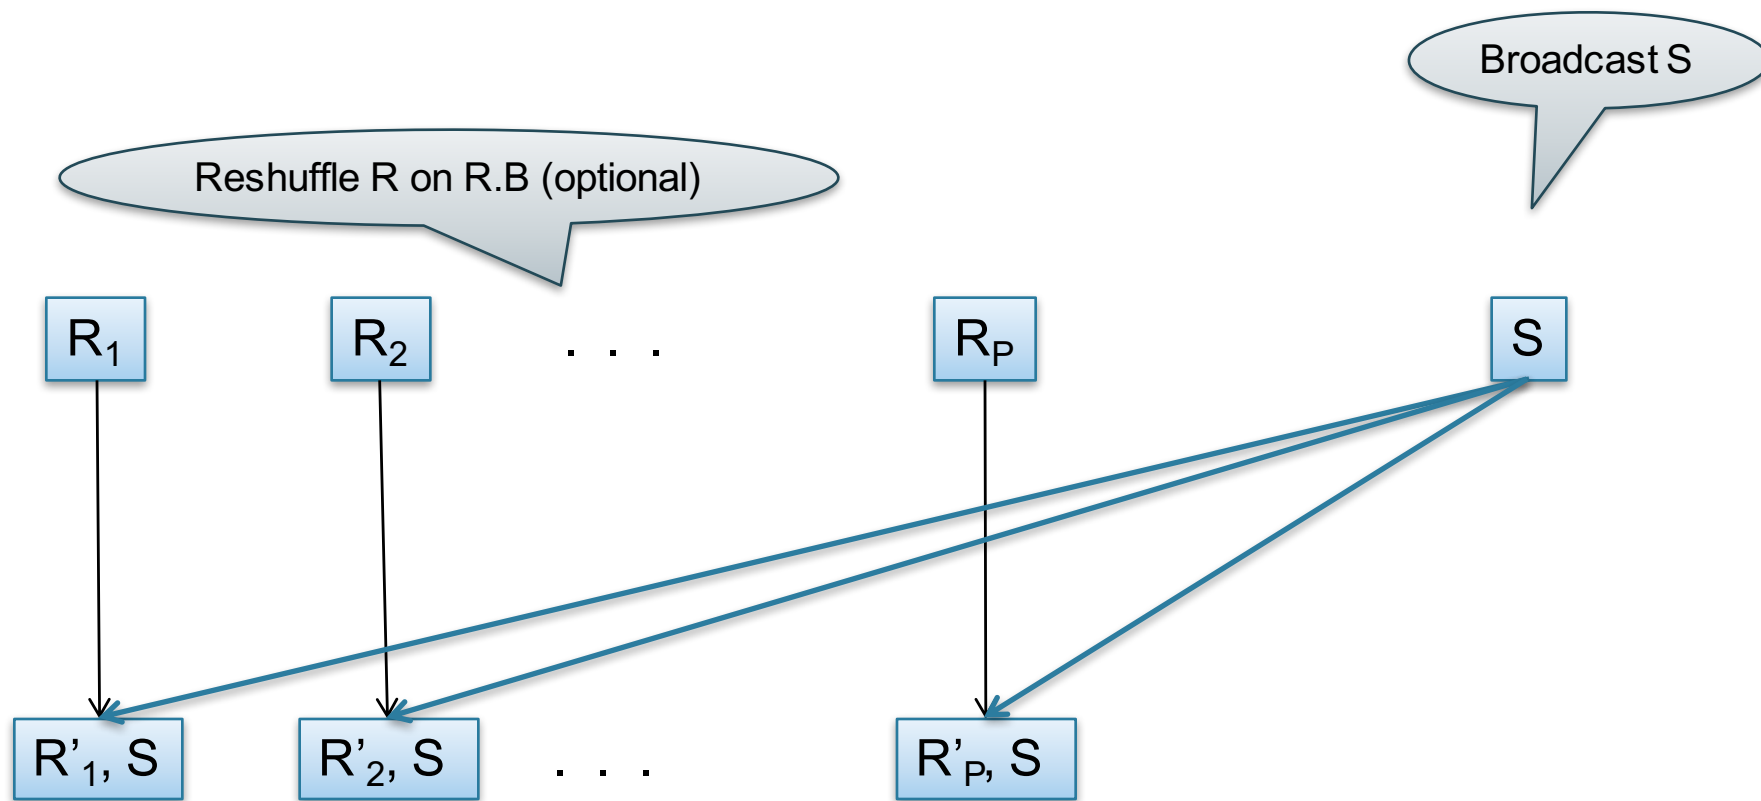 Broadcast S
Reshuffle R on R.B (optional)
R1 R2 . . . RP S
R’1, S R’2, S . . . R’P, S